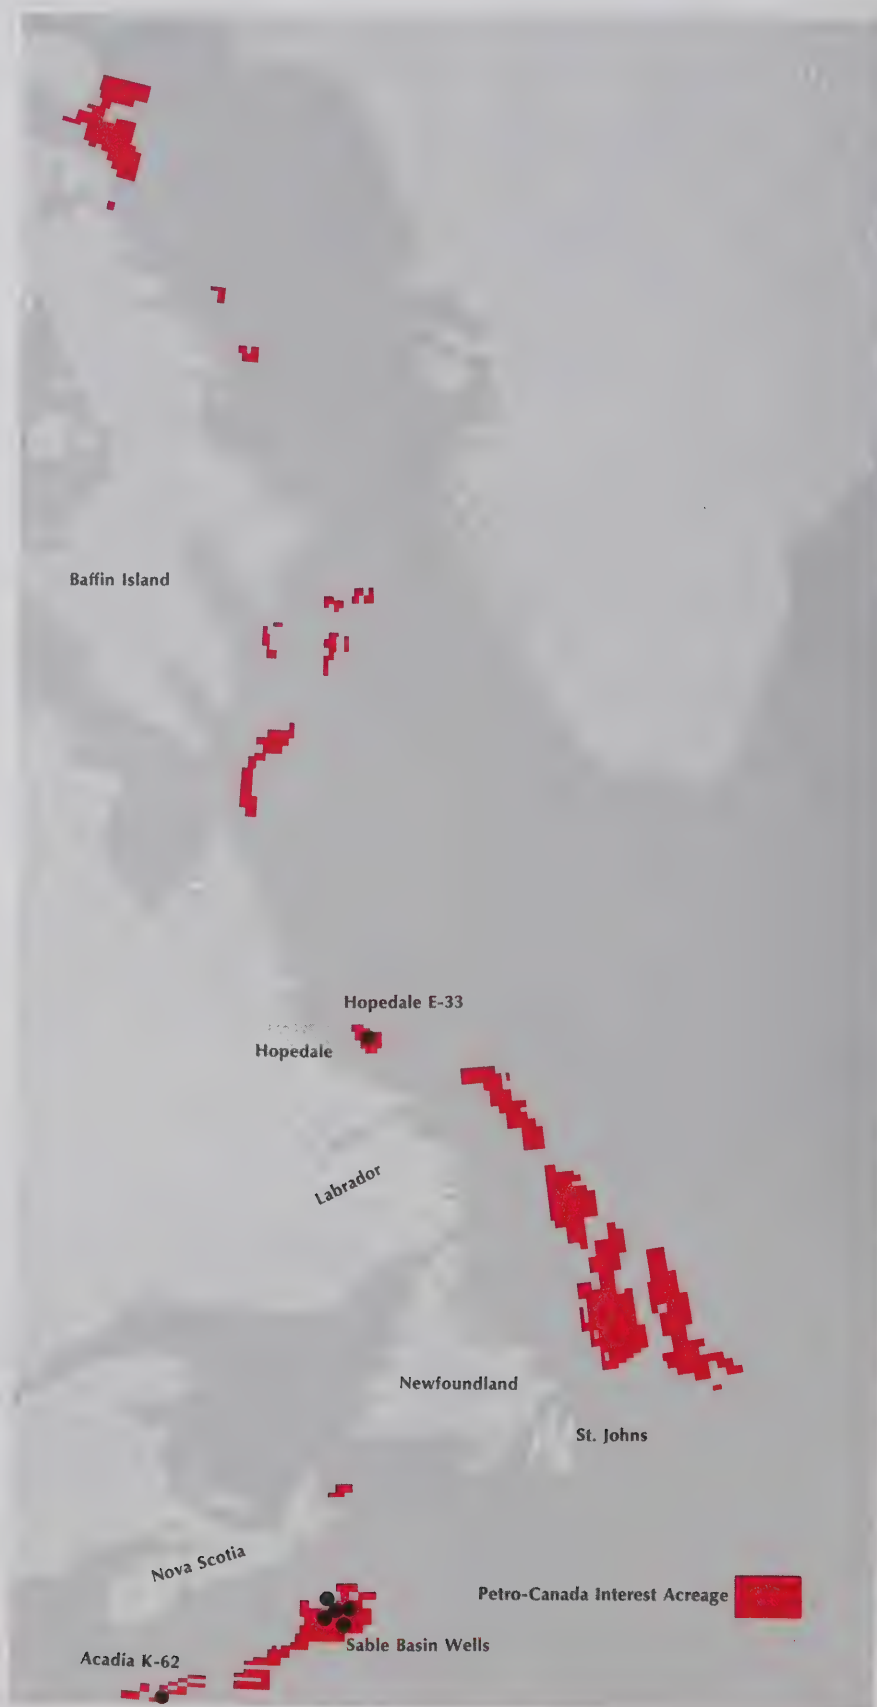 Baffin Island
Hopedale E-33
Hopedale
Labrador
Newfoundland
St. Johns
Nova Scotia
Petro-Canada Interest Acreage
Sable Basin Wells
Acadia K-62